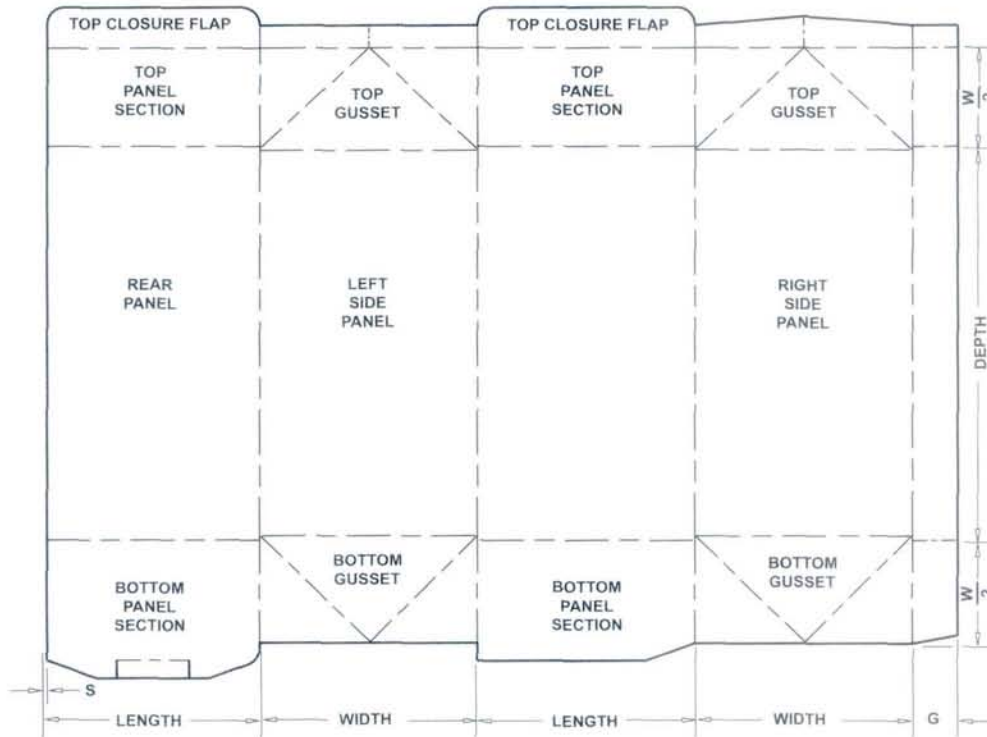 TOP CLOSURE FLAP
TOP CLOSURE FLAP
TOP
PANEL
SECTION
TOP
GUSSET
TOP
PANEL
SECTION
TOP
GUSSET
W
REAR
PANEL
LEFT
SIDE
PANEL
RIGHT
SIDE
PANEL
DEPTH
BOTTOM
PANEL
SECTION
BOTTOM
GUSSET
BOTTOM
PANEL
SECTION
BOTTOM
GUSSET
W
S
LENGTH
WIDTH
LENGTH
WIDTH
G